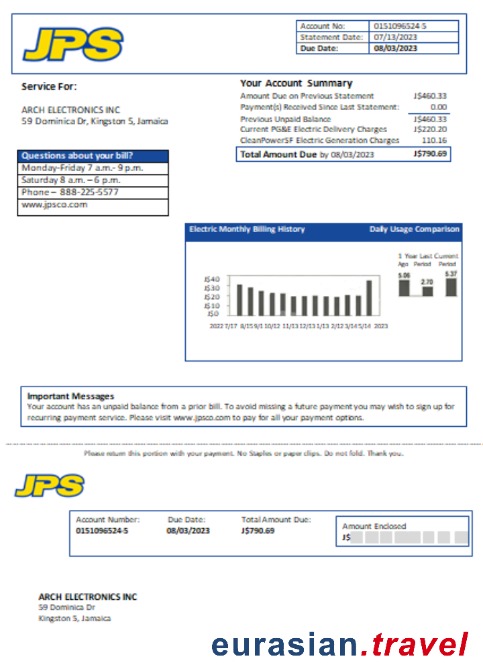 JPS
Account No: 0151096524-5
Statement Date: 07/13/2023
Due Date: 08/03/2023
Service For:
ARCH ELECTRONICS INC
59 Dominica Dr, Kingston 5, Jamaica
Your Account Summary
Amount Due on Previous Statement J$460.33
Payment(s) Received Since Last Statement: 0.00
Previous Unpaid Balance J$460.33
Current PG&E Electric Delivery Charges J$220.20
CleanPowerSF Electric Generation Charges 110.16
Total Amount Due by 08/03/2023 J$790.69
Questions about your bill?
Monday-Friday 7 a.m.- 9 p.m.
Saturday 8 a.m. – 6 p.m.
Phone – 888-225-5577
www.jpsco.com
Electric Monthly Billing History Daily Usage Comparison
1 Year Last Current
Ago Period Period
5.06 2.70 5.37
J$40
J$30
J$20
J$10
J$0
2022 7/17 8/15 9/1 10/12 11/13 12/13 1/13 2/12 3/14 5/14 2023
Important Messages
Your account has an unpaid balance from a prior bill. To avoid missing a future payment you may wish to sign up for
recurring payment service. Please visit www.jpsco.com to pay for all your payment options.
Please return this portion with your payment. No Staples or paper clips. Do not fold. Thank you.
JPS
Account Number: Due Date: Total Amount Due: Amount Enclosed
0151096524-5 08/03/2023 J$790.69 J$
ARCH ELECTRONICS INC
59 Dominica Dr
Kingston 5, Jamaica
eurasian.travel